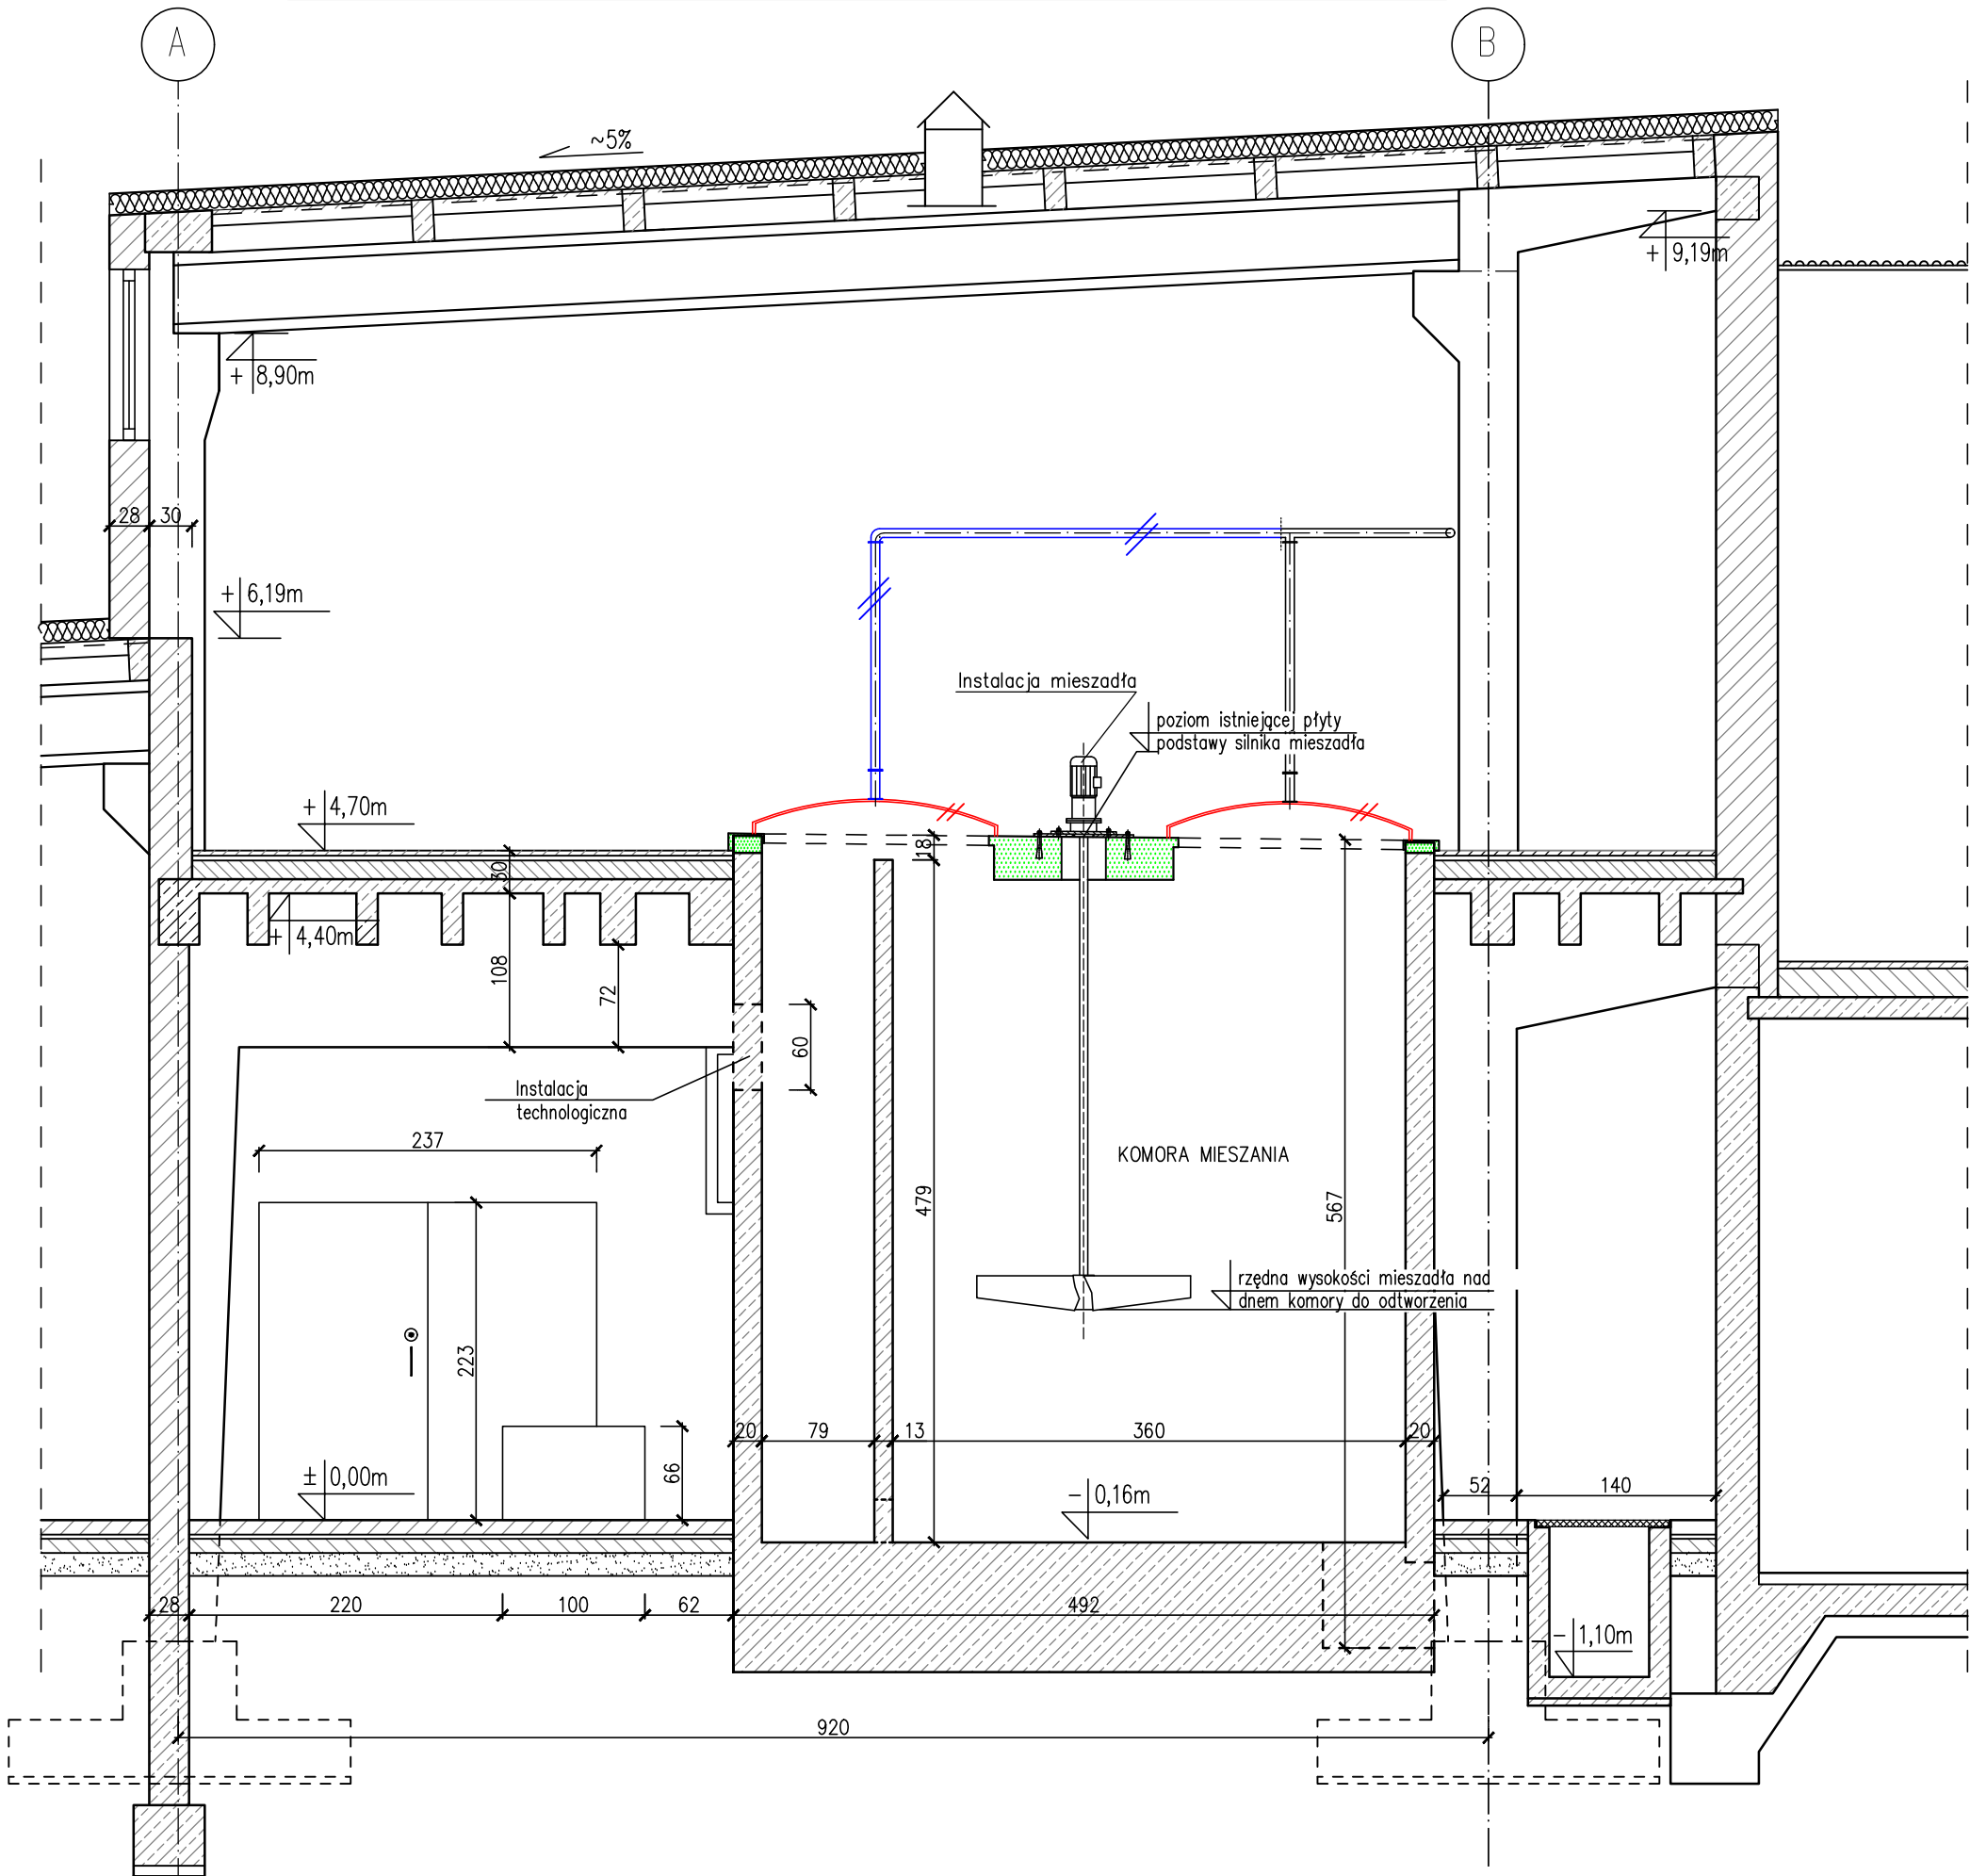 A
B
~5%
+ 9,19m
+ 8,90m
28
30
+ 6,19m
Instalacja mieszadła
poziom istniejącej płyty
podstawy silnika mieszadła
+ 4,70m
18
30
+ 4,40m
108
72
60
Instalacja
technologiczna
237
KOMORA MIESZANIA
479
567
rzędna wysokości mieszadła nad
dnem komory do odtworzenia
223
20
79
13
360
20
66
± 0,00m
- 0,16m
52
140
28
220
100
62
492
- 1,10m
920